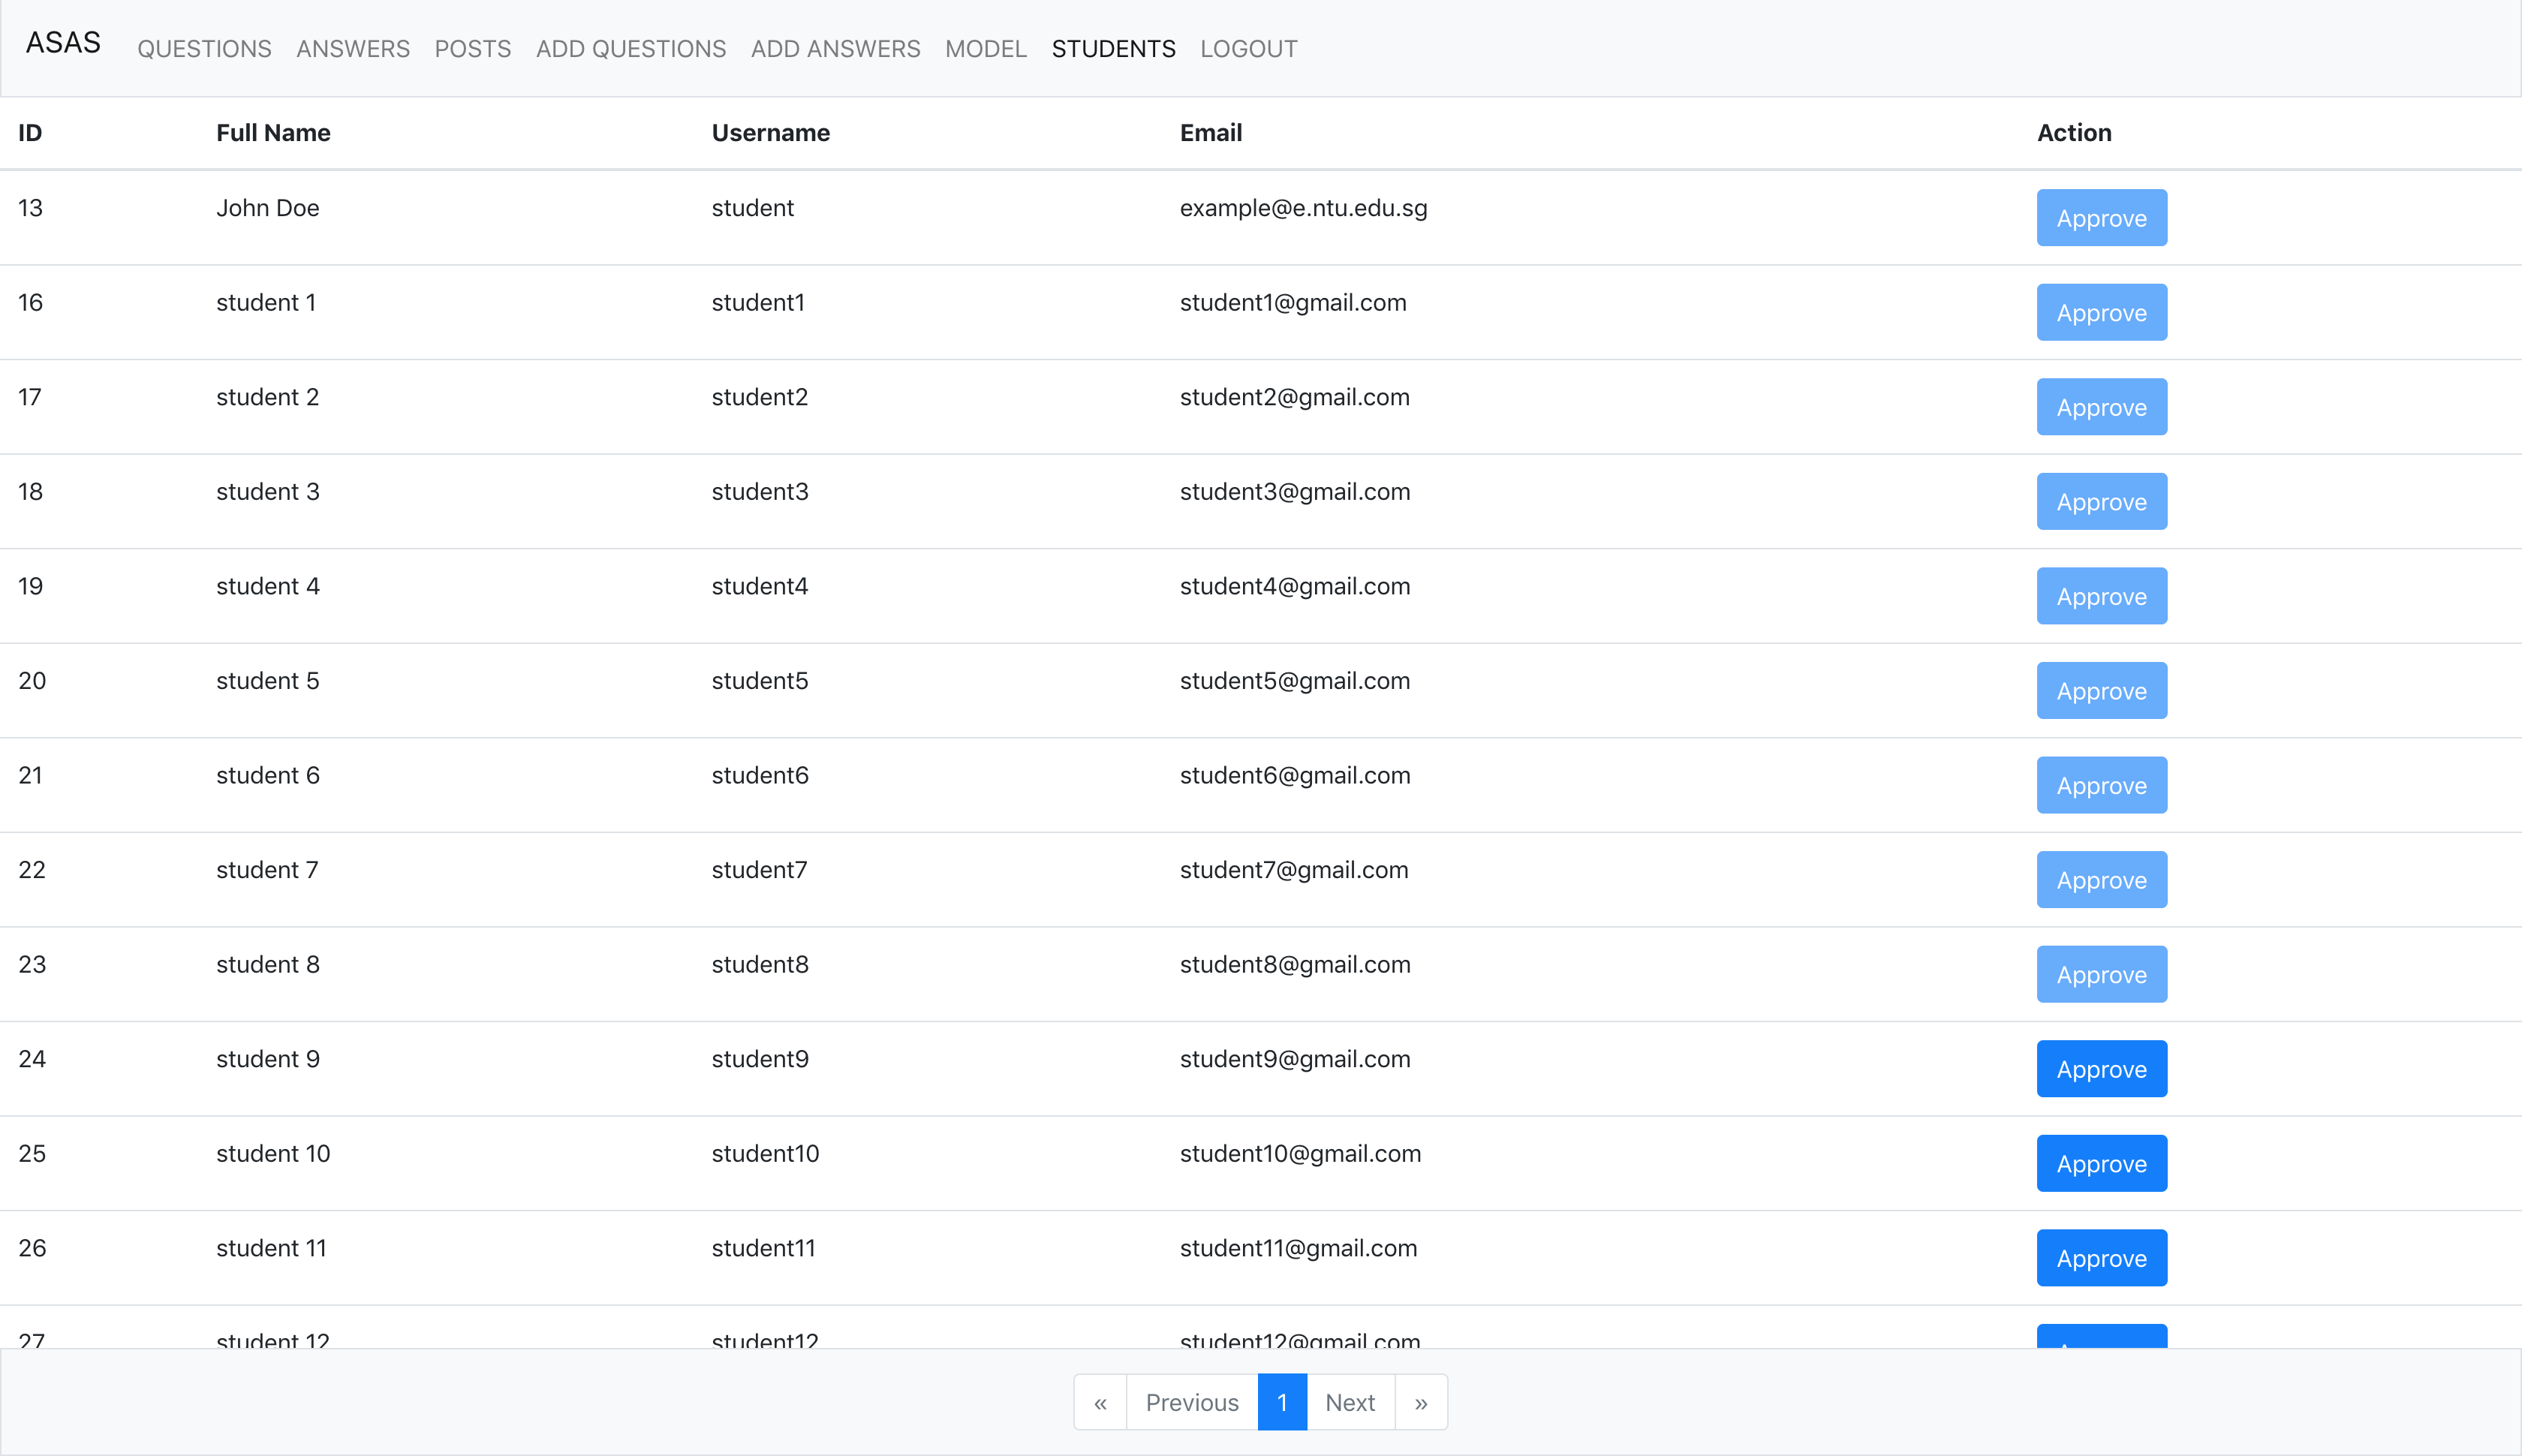 ASAS QUESTIONS ANSWERS POSTS ADD QUESTIONS ADD ANSWERS MODEL STUDENTS LOGOUT
ID Full Name Username Email Action
13 John Doe student example@e.ntu.edu.sg Approve
16 student 1 student1 student1@gmail.com Approve
17 student 2 student2 student2@gmail.com Approve
18 student 3 student3 student3@gmail.com Approve
19 student 4 student4 student4@gmail.com Approve
20 student 5 student5 student5@gmail.com Approve
21 student 6 student6 student6@gmail.com Approve
22 student 7 student7 student7@gmail.com Approve
23 student 8 student8 student8@gmail.com Approve
24 student 9 student9 student9@gmail.com Approve
25 student 10 student10 student10@gmail.com Approve
26 student 11 student11 student11@gmail.com Approve
27 student 12 student12 student12@gmail.com
« Previous 1 Next »